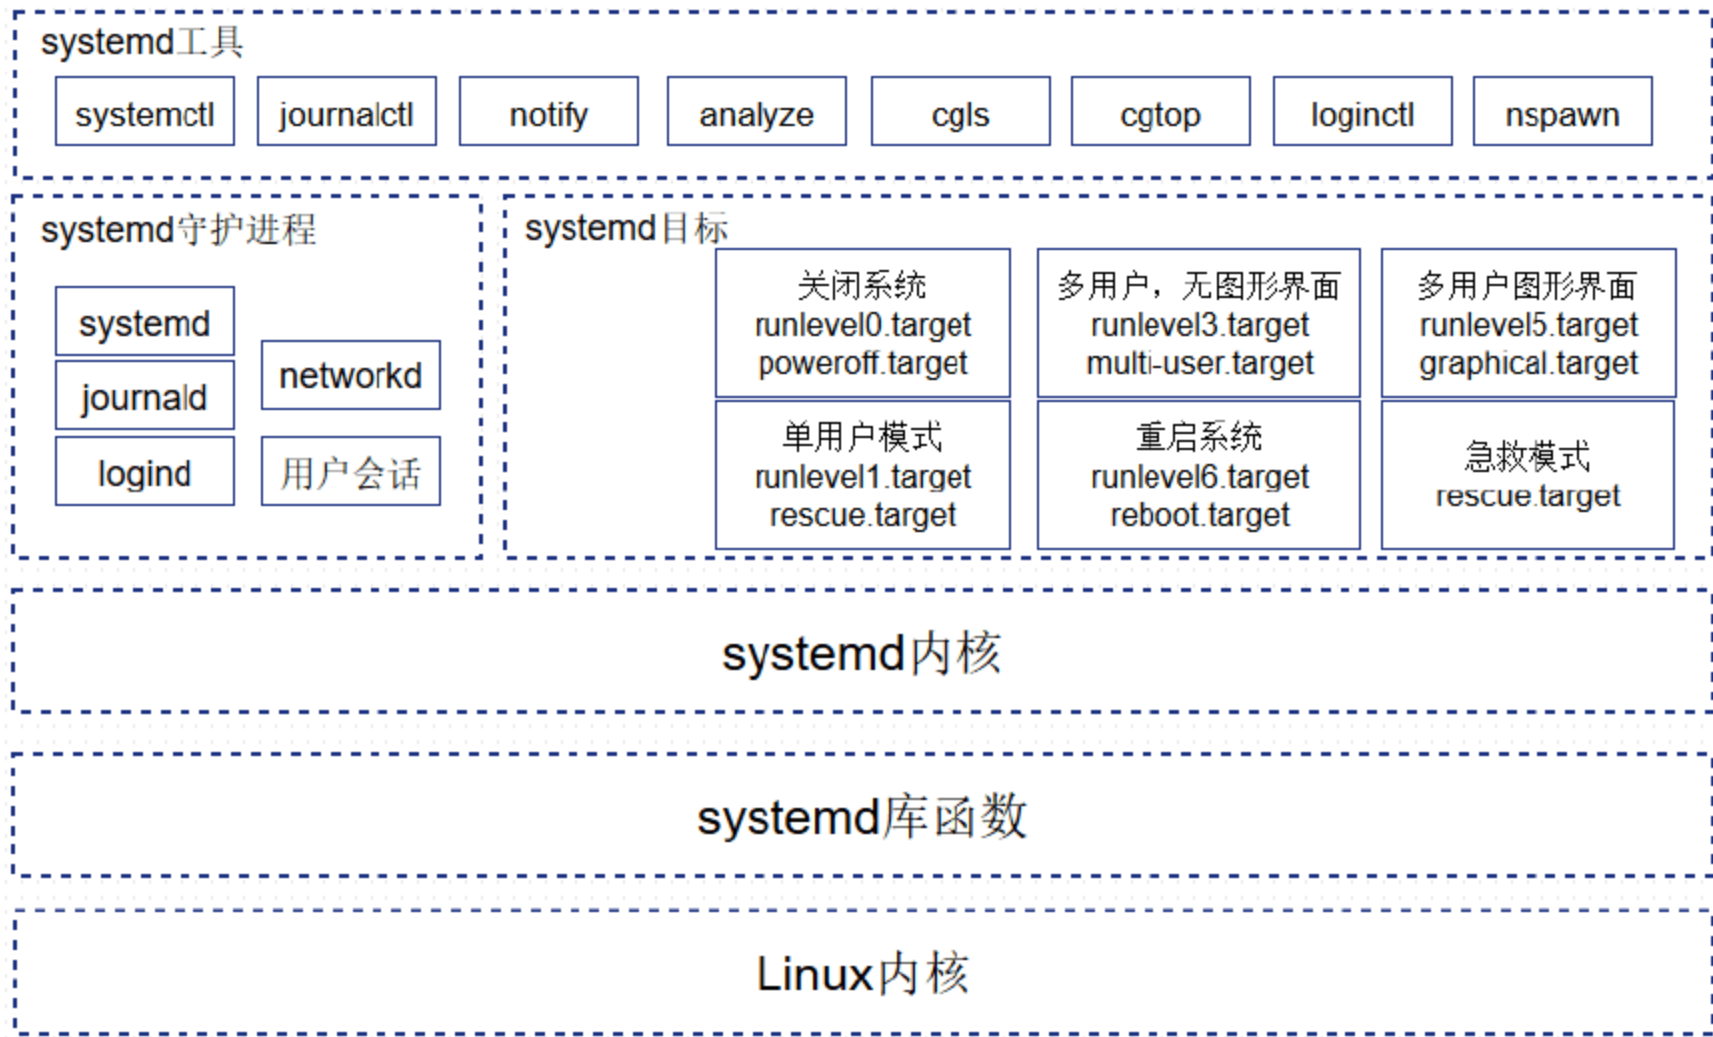 systemd工具
systemctl
journalctl
notify
analyze
cgls
cgtop
loginctl
nspawn
systemd守护进程
systemd
journald
logind
networkd
用户会话
systemd目标
关闭系统
runlevel0.target
poweroff.target
多用户，无图形界面
runlevel3.target
multi-user.target
多用户图形界面
runlevel5.target
graphical.target
单用户模式
runlevel1.target
rescue.target
重启系统
runlevel6.target
reboot.target
急救模式
rescue.target
systemd内核
systemd库函数
Linux内核